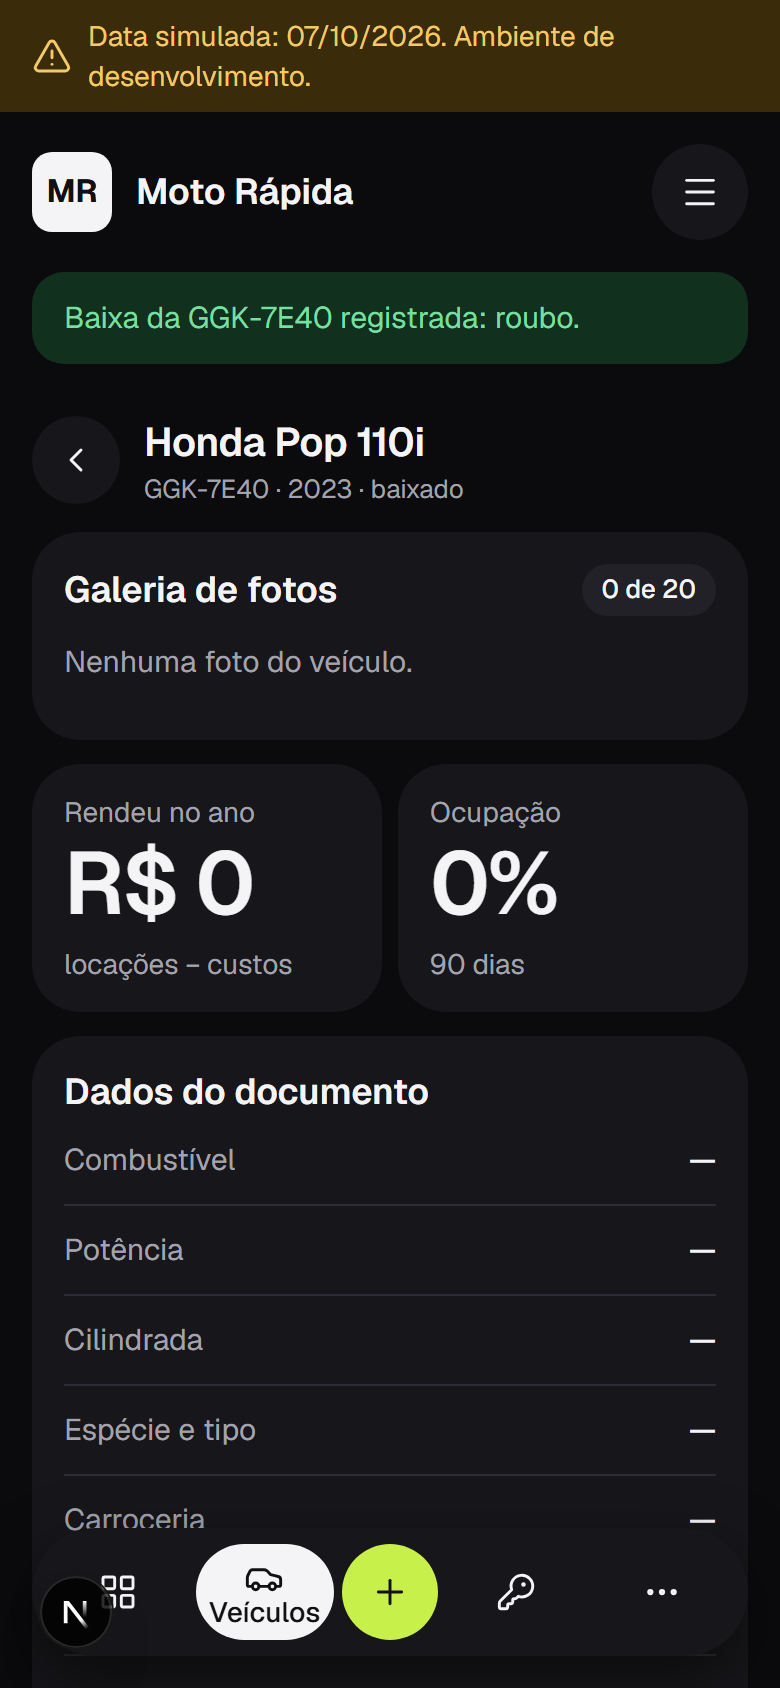 Data simulada: 07/10/2026. Ambiente de
desenvolvimento.
MR
Moto Rápida
Baixa da GGK-7E40 registrada: roubo.
Honda Pop 110i
GGK-7E40 · 2023 · baixado
Galeria de fotos
0 de 20
Nenhuma foto do veículo.
Rendeu no ano
R$ 0
locações – custos
Ocupação
0%
90 dias
Dados do documento
Combustível
—
Potência
—
Cilindrada
—
Espécie e tipo
—
Carroceria
—
N
Veículos